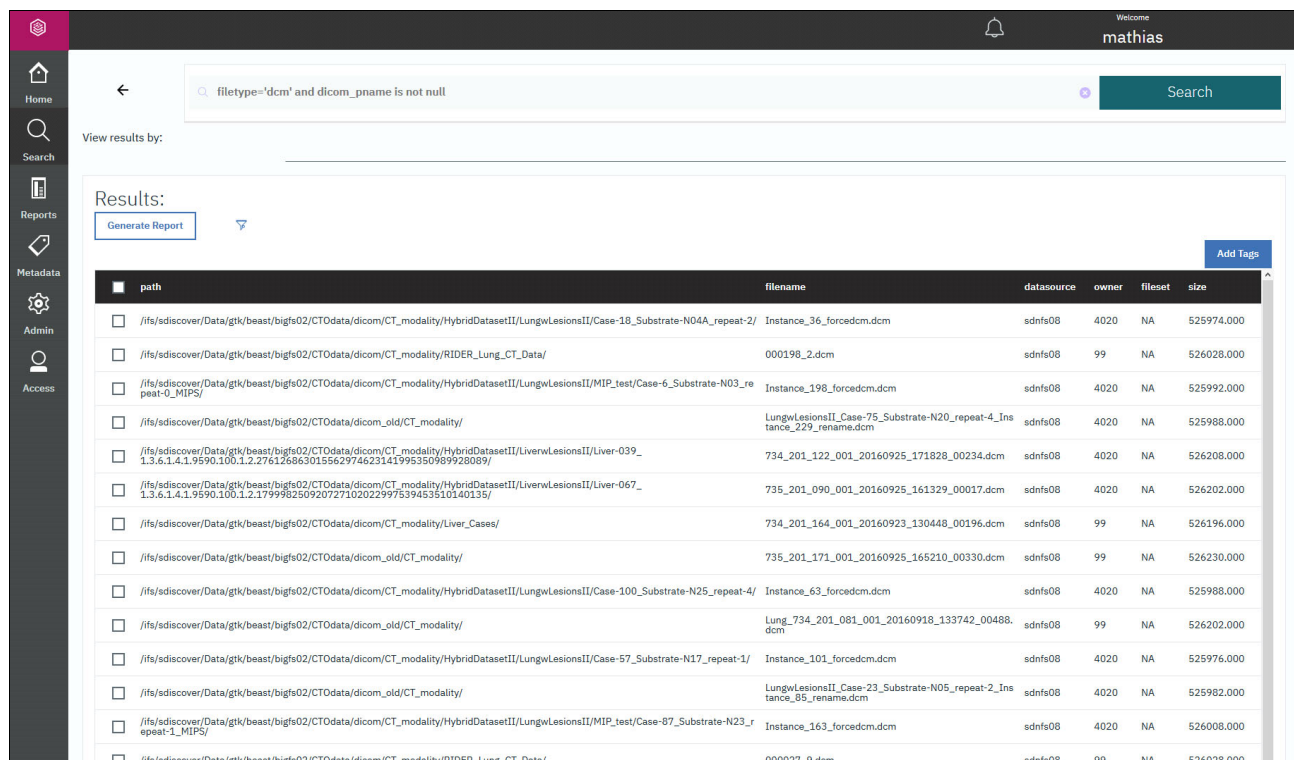 Welcome
mathias
Home
Search
Reports
Metadata
Admin
Access
filetype='dcm' and dicom_pname is not null
Search
View results by:
Results:
Generate Report
Add Tags
path filename datasource owner fileset size
/ifs/sdiscover/Data/gtk/beast/bigfs02/CTOdata/dicom/CT_modality/HybridDatasetII/LungwLesionsII/Case-18_Substrate-N04A_repeat-2/ Instance_36_forcedcm.dcm sdnfs08 4020 NA 525974.000
/ifs/sdiscover/Data/gtk/beast/bigfs02/CTOdata/dicom/CT_modality/RIDER_Lung_CT_Data/ 000198_2.dcm sdnfs08 99 NA 526028.000
/ifs/sdiscover/Data/gtk/beast/bigfs02/CTOdata/dicom/CT_modality/HybridDatasetII/LungwLesionsII/MIP_test/Case-6_Substrate-N03_re
peat-0_MIPS/ Instance_198_forcedcm.dcm sdnfs08 4020 NA 525992.000
/ifs/sdiscover/Data/gtk/beast/bigfs02/CTOdata/dicom_old/CT_modality/ LungwLesionsII_Case-75_Substrate-N20_repeat-4_Ins
tance_229_rename.dcm sdnfs08 4020 NA 525988.000
/ifs/sdiscover/Data/gtk/beast/bigfs02/CTOdata/dicom/CT_modality/HybridDatasetII/LiverwLesionsII/Liver-039_
1.3.6.1.4.1.9590.100.1.2.276126863015562974623141995350989928089/ 734_201_122_001_20160925_171828_00234.dcm sdnfs08 4020 NA 526208.000
/ifs/sdiscover/Data/gtk/beast/bigfs02/CTOdata/dicom/CT_modality/HybridDatasetII/LiverwLesionsII/Liver-067_
1.3.6.1.4.1.9590.100.1.2.179998250920727102022997539453510140135/ 735_201_090_001_20160925_161329_00017.dcm sdnfs08 4020 NA 526202.000
/ifs/sdiscover/Data/gtk/beast/bigfs02/CTOdata/dicom/CT_modality/Liver_Cases/ 734_201_164_001_20160923_130448_00196.dcm sdnfs08 99 NA 526196.000
/ifs/sdiscover/Data/gtk/beast/bigfs02/CTOdata/dicom_old/CT_modality/ 735_201_171_001_20160925_165210_00330.dcm sdnfs08 99 NA 526230.000
/ifs/sdiscover/Data/gtk/beast/bigfs02/CTOdata/dicom/CT_modality/HybridDatasetII/LungwLesionsII/Case-100_Substrate-N25_repeat-4/ Instance_63_forcedcm.dcm sdnfs08 4020 NA 525988.000
/ifs/sdiscover/Data/gtk/beast/bigfs02/CTOdata/dicom_old/CT_modality/ Lung_734_201_081_001_20160918_133742_00488.
dcm sdnfs08 99 NA 526202.000
/ifs/sdiscover/Data/gtk/beast/bigfs02/CTOdata/dicom/CT_modality/HybridDatasetII/LungwLesionsII/Case-57_Substrate-N17_repeat-1/ Instance_101_forcedcm.dcm sdnfs08 4020 NA 525976.000
/ifs/sdiscover/Data/gtk/beast/bigfs02/CTOdata/dicom_old/CT_modality/ LungwLesionsII_Case-23_Substrate-N05_repeat-2_Ins
tance_85_rename.dcm sdnfs08 4020 NA 525982.000
/ifs/sdiscover/Data/gtk/beast/bigfs02/CTOdata/dicom/CT_modality/HybridDatasetII/LungwLesionsII/MIP_test/Case-87_Substrate-N23_r
epeat-1_MIPS/ Instance_163_forcedcm.dcm sdnfs08 4020 NA 526008.000